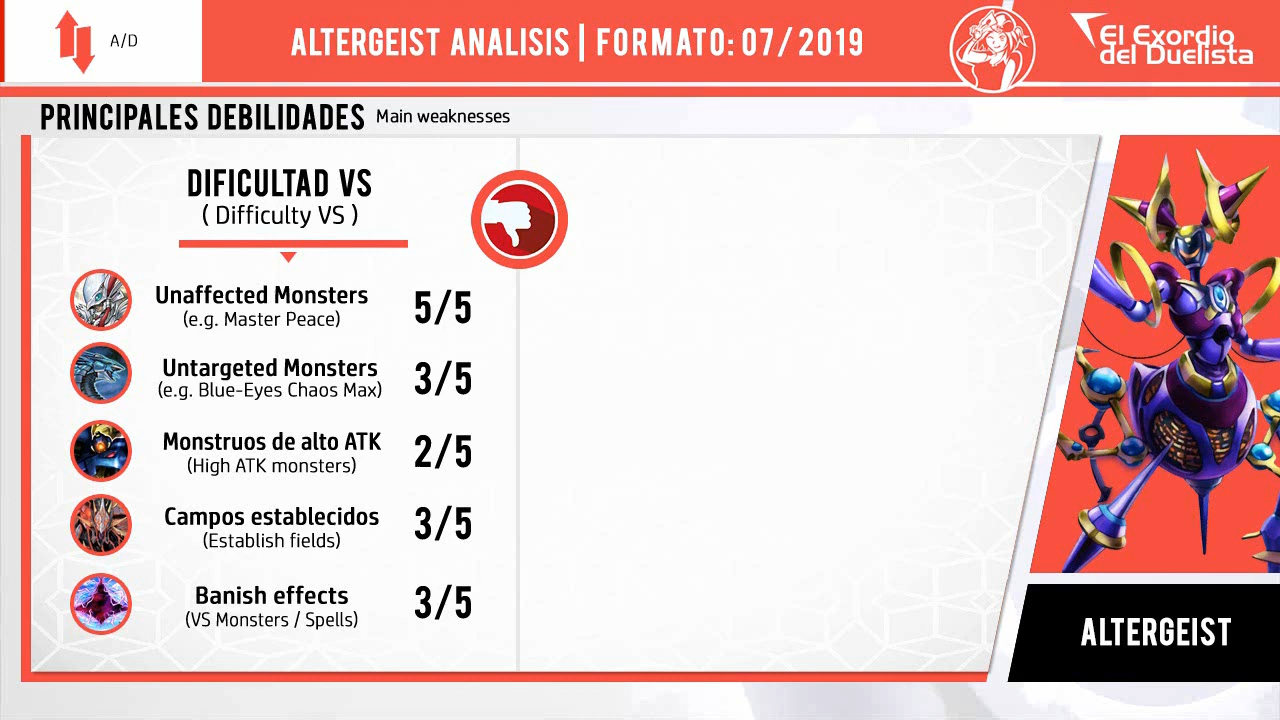 A/D
ALTERGEIST ANALISIS | FORMATO: 07/2019
El Exordio
del Duelista
PRINCIPALES DEBILIDADES Main weaknesses
DIFICULTAD VS
( Difficulty VS )
Unaffected Monsters
(e.g. Master Peace)
5/5
Untargeted Monsters
(e.g. Blue-Eyes Chaos Max)
3/5
Monstruos de alto ATK
(High ATK monsters)
2/5
Campos establecidos
(Establish fields)
3/5
Banish effects
(VS Monsters / Spells)
3/5
ALTERGEIST